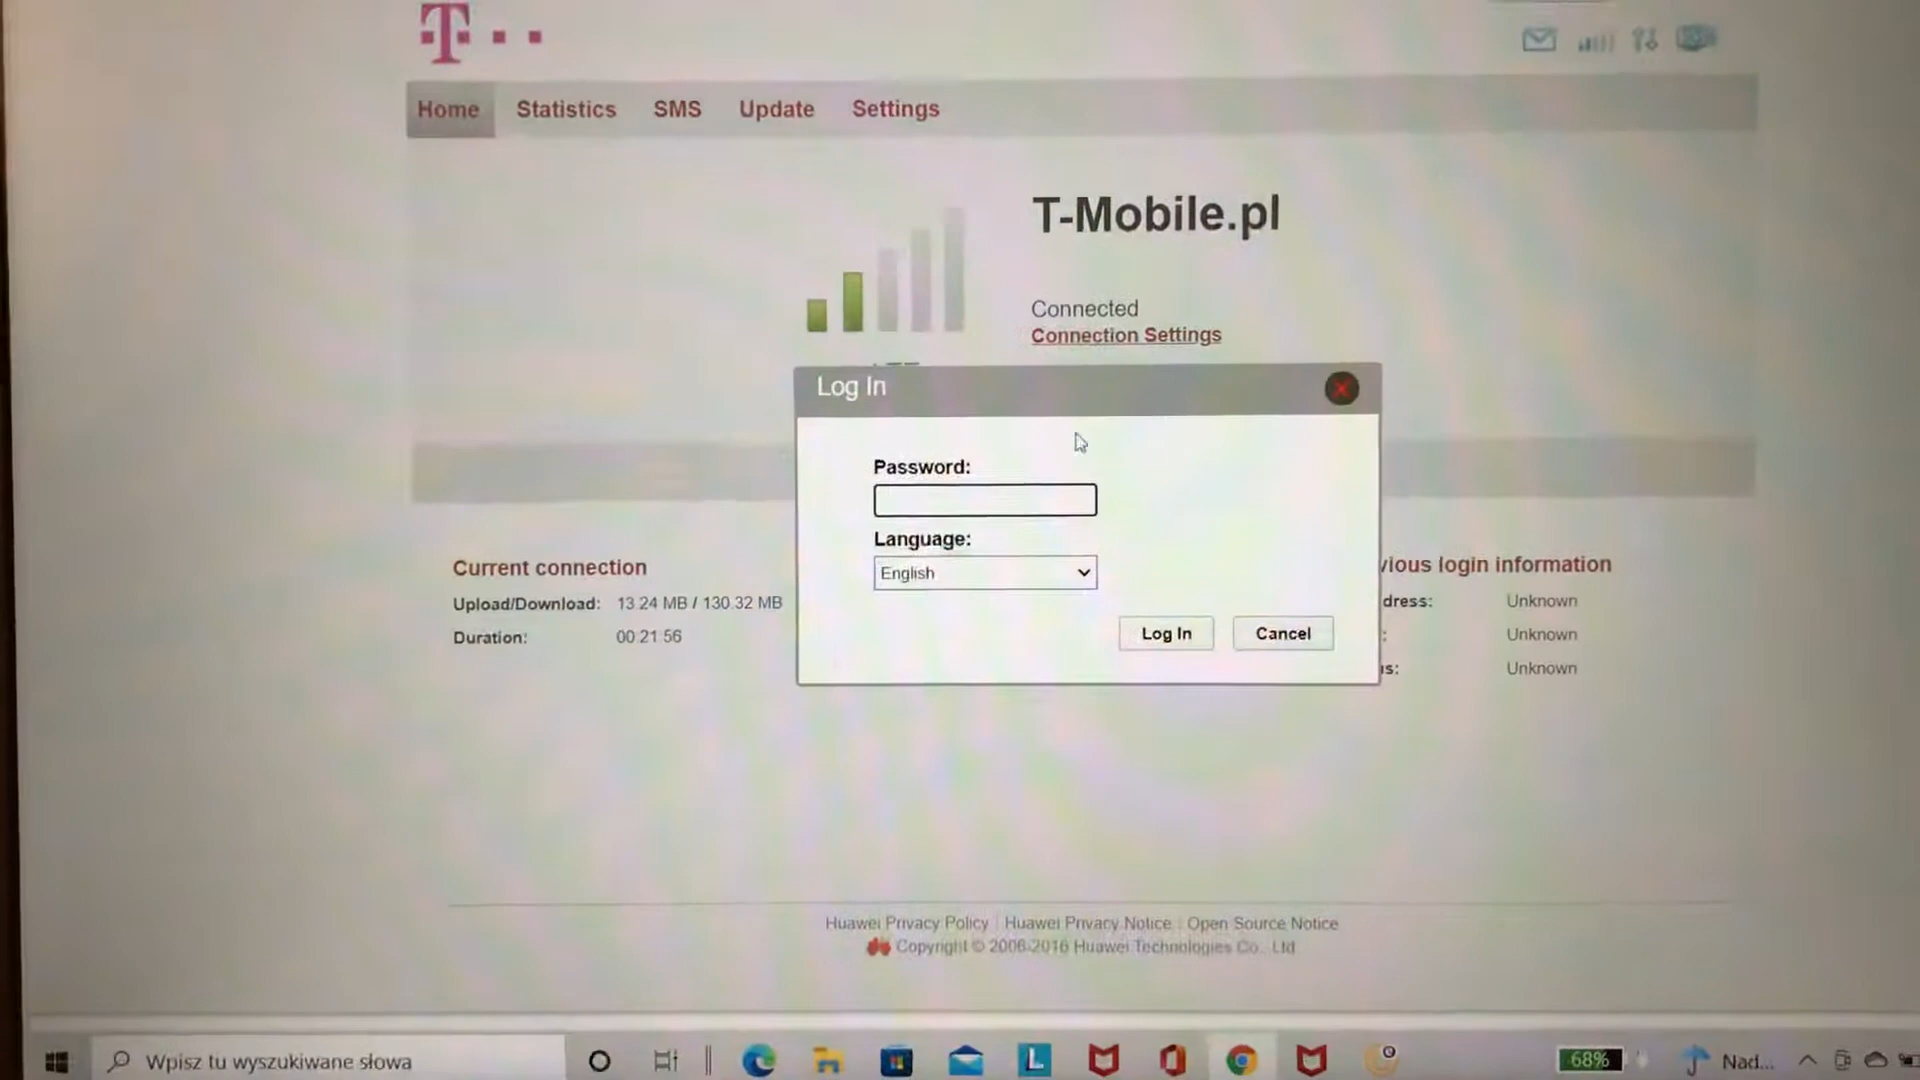 T
Home Statistics SMS Update Settings
T-Mobile.pl
Connected
Connection Settings
Log In
Password:
Language:
English
Log In Cancel
Current connection
Upload/Download: 13.24 MB / 130.32 MB
Duration: 00:21:56
vious login information
dress: Unknown
: Unknown
us: Unknown
Huawei Privacy Policy | Huawei Privacy Notice | Open Source Notice
Copyright © 2006-2016 Huawei Technologies Co., Ltd
Wpisz tu wyszukiwane słowa
L
68%
Nad...